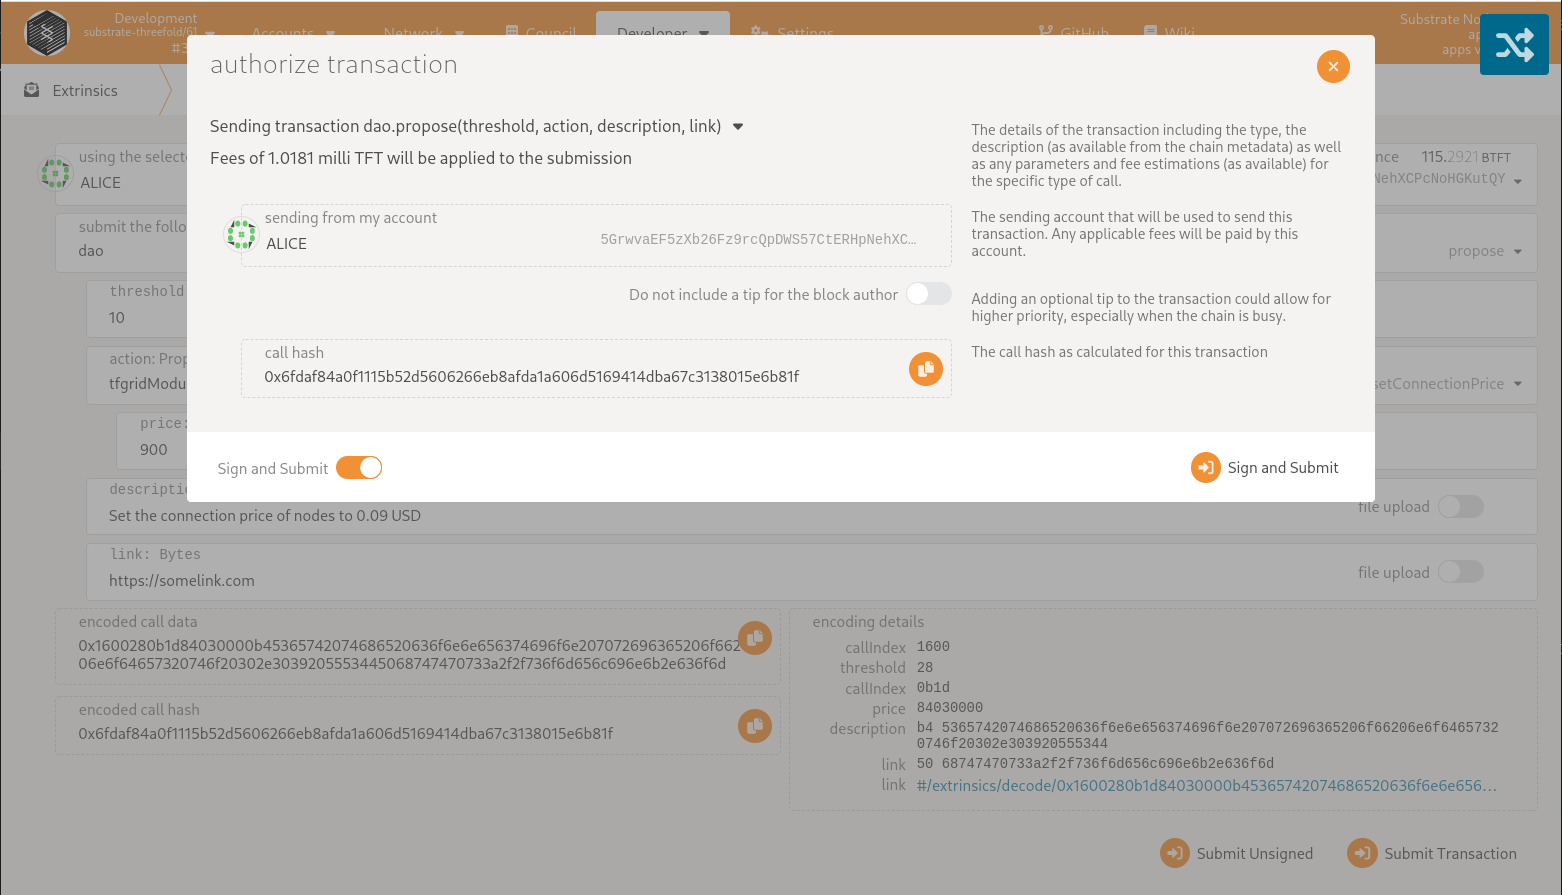 Development
substrate-threefold/61
#3
Accounts
Network
Council
Developer
Settings
GitHub
Wiki
Substrate No
ap
apps v
Extrinsics
authorize transaction
Sending transaction dao.propose(threshold, action, description, link)
Fees of 1.0181 milli TFT will be applied to the submission
The details of the transaction including the type, the
description (as available from the chain metadata) as well
as any parameters and fee estimations (as available) for
the specific type of call.
sending from my account
ALICE
5GrwvaEF5zXb26Fz9rcQpDWS57CtERHpNehXC…
The sending account that will be used to send this
transaction. Any applicable fees will be paid by this
account.
Do not include a tip for the block author
Adding an optional tip to the transaction could allow for
higher priority, especially when the chain is busy.
call hash
0x6fdaf84a0f1115b52d5606266eb8afda1a606d5169414dba67c3138015e6b81f
The call hash as calculated for this transaction
Sign and Submit
Sign and Submit
using the select
ALICE
nce
115.2921 BTFT
NehXCPcNoHGKutQY
submit the follo
dao
propose
threshold
10
action: Prop
tfgridModu
setConnectionPrice
price:
900
descriptio
Set the connection price of nodes to 0.09 USD
file upload
link: Bytes
https://somelink.com
file upload
encoded call data
0x1600280b1d84030000b45365742074686520636f6e6e656374696f6e207072696365206f662
06e6f64657320746f20302e3039205553445068747470733a2f2f736f6d656c696e6b2e636f6d
encoded call hash
0x6fdaf84a0f1115b52d5606266eb8afda1a606d5169414dba67c3138015e6b81f
encoding details
callIndex 1600
threshold 28
callIndex 0b1d
price 84030000
description b4 5365742074686520636f6e6e656374696f6e207072696365206f66206e6f6465732
0746f20302e303920555344
link 50 68747470733a2f2f736f6d656c696e6b2e636f6d
link #/extrinsics/decode/0x1600280b1d84030000b45365742074686520636f6e6e656…
Submit Unsigned
Submit Transaction